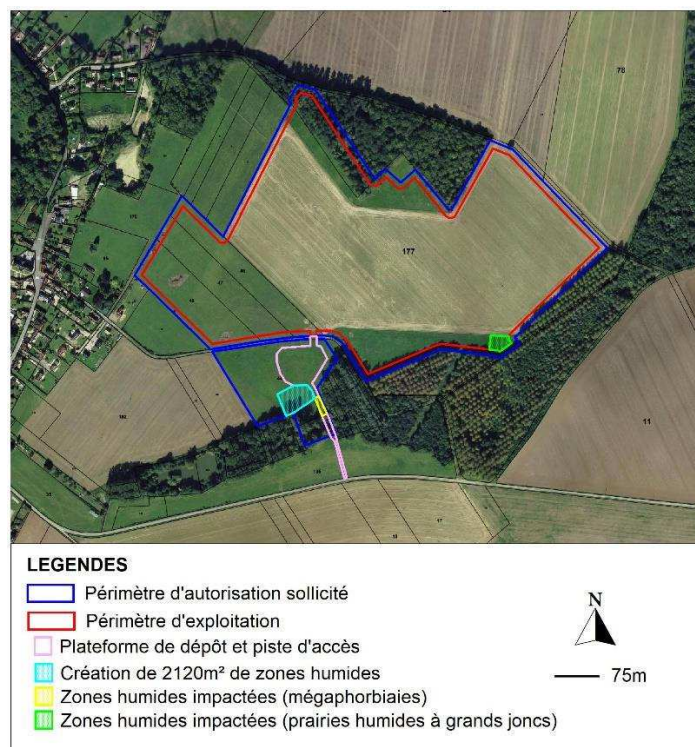 78
177
11
LEGENDES
Périmètre d'autorisation sollicité
Périmètre d'exploitation
Plateforme de dépôt et piste d'accès
Création de 2120m² de zones humides
Zones humides impactées (mégaphorbiaies)
Zones humides impactées (prairies humides à grands joncs)
N
75m